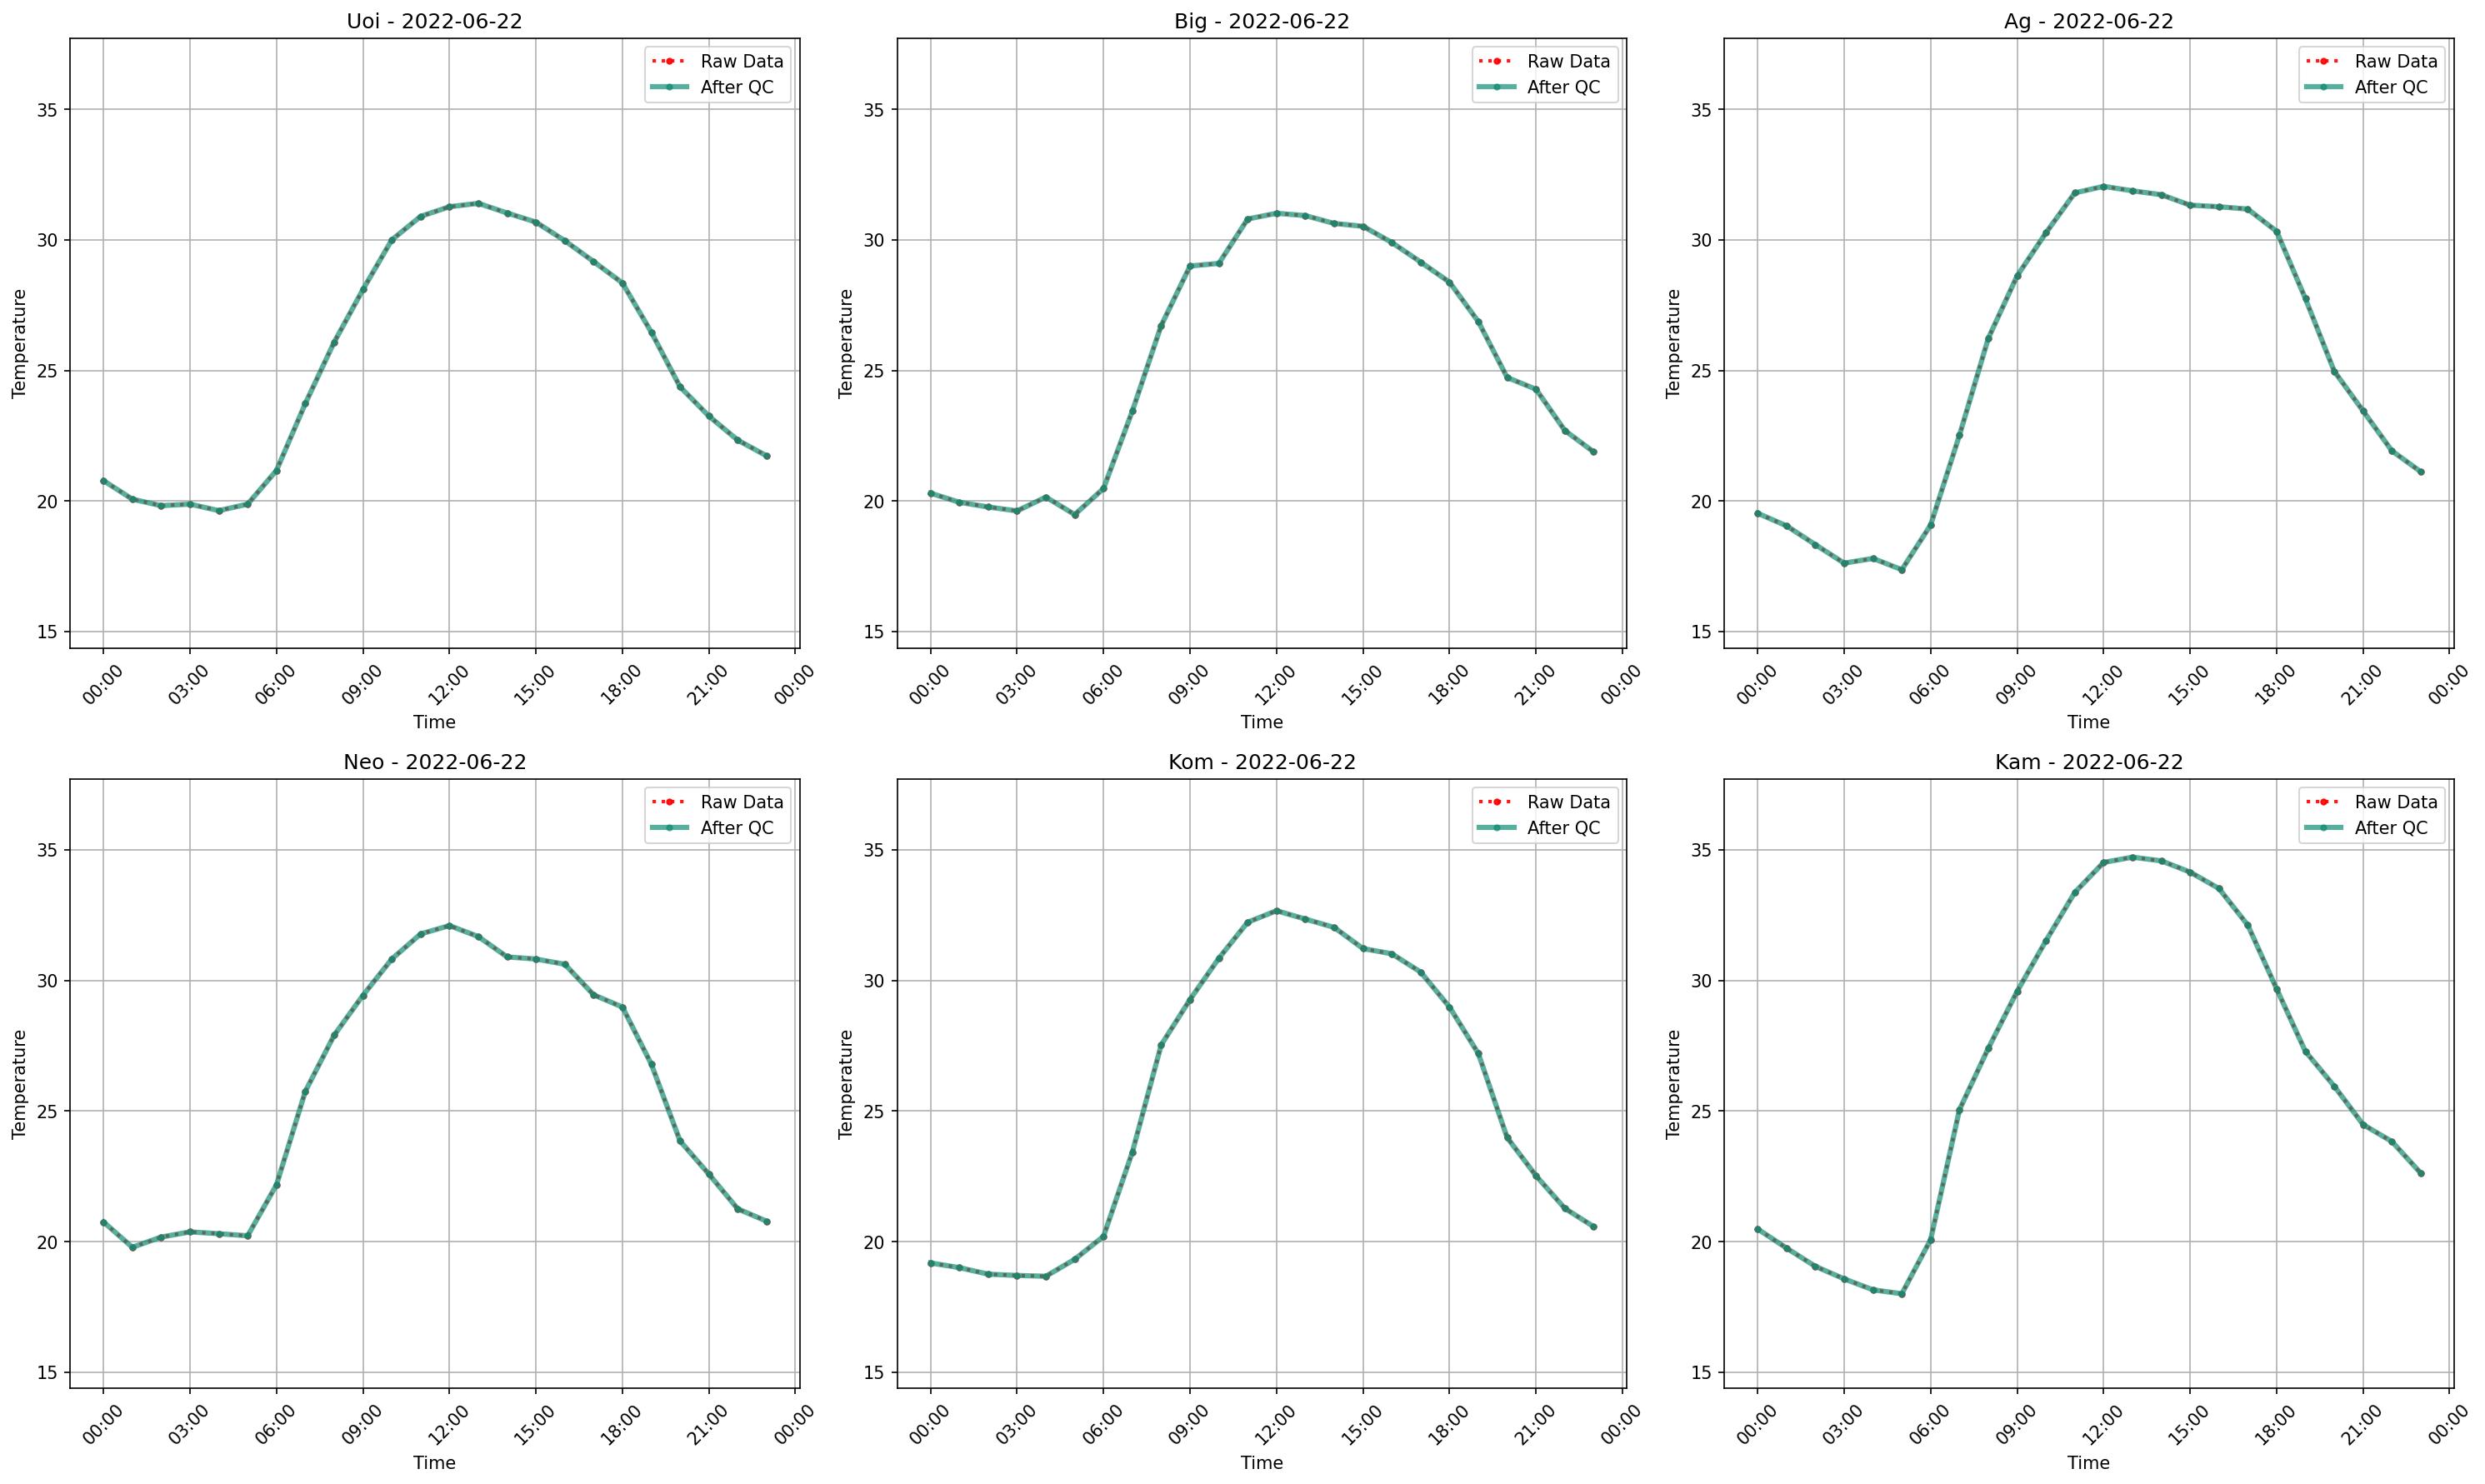 Uoi - 2022-06-22
Raw Data
After QC
35
30
25
20
15
Temperature
00:00
03:00
06:00
09:00
12:00
15:00
18:00
21:00
00:00
Time
Big - 2022-06-22
Raw Data
After QC
35
30
25
20
15
Temperature
00:00
03:00
06:00
09:00
12:00
15:00
18:00
21:00
00:00
Time
Ag - 2022-06-22
Raw Data
After QC
35
30
25
20
15
Temperature
00:00
03:00
06:00
09:00
12:00
15:00
18:00
21:00
00:00
Time
Neo - 2022-06-22
Raw Data
After QC
35
30
25
20
15
Temperature
00:00
03:00
06:00
09:00
12:00
15:00
18:00
21:00
00:00
Time
Kom - 2022-06-22
Raw Data
After QC
35
30
25
20
15
Temperature
00:00
03:00
06:00
09:00
12:00
15:00
18:00
21:00
00:00
Time
Kam - 2022-06-22
Raw Data
After QC
35
30
25
20
15
Temperature
00:00
03:00
06:00
09:00
12:00
15:00
18:00
21:00
00:00
Time